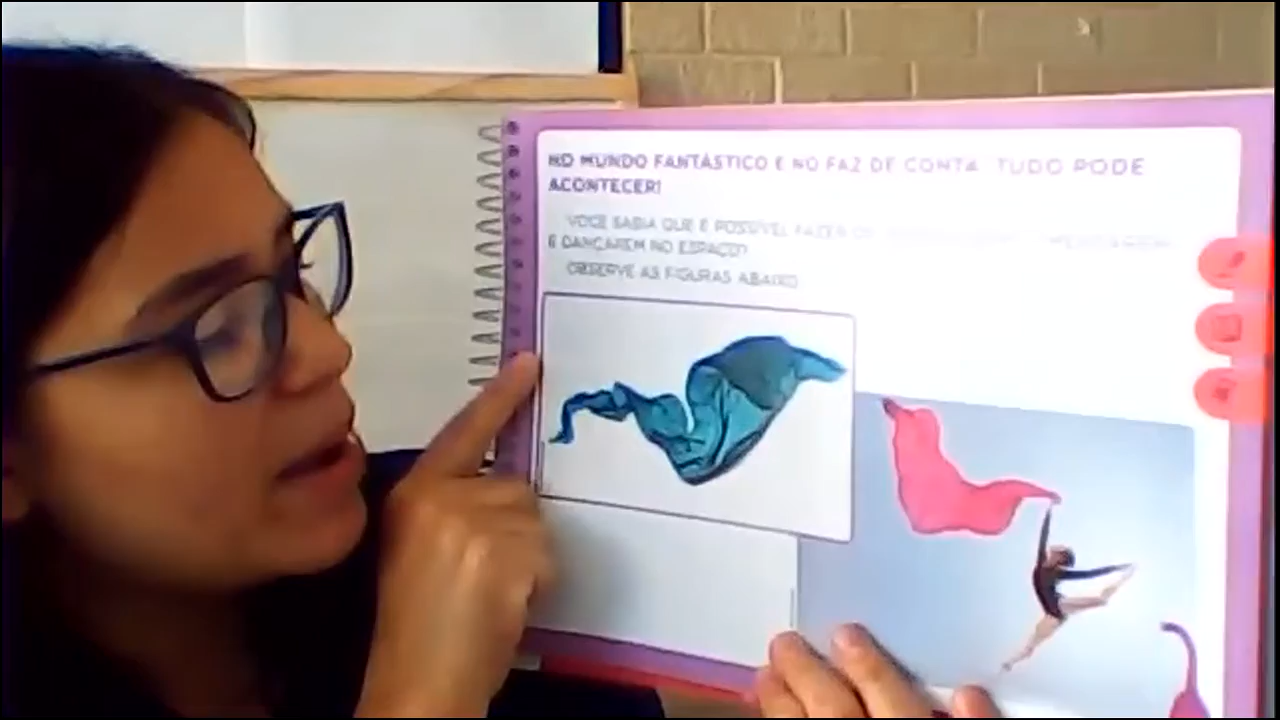 NO MUNDO FANTÁSTICO E NO FAZ DE CONTA TUDO PODE
ACONTECER!
VOCÊ SABIA QUE É POSSÍVEL FAZER
E DANÇAREM NO ESPAÇO?
OBSERVE AS FIGURAS ABAIXO